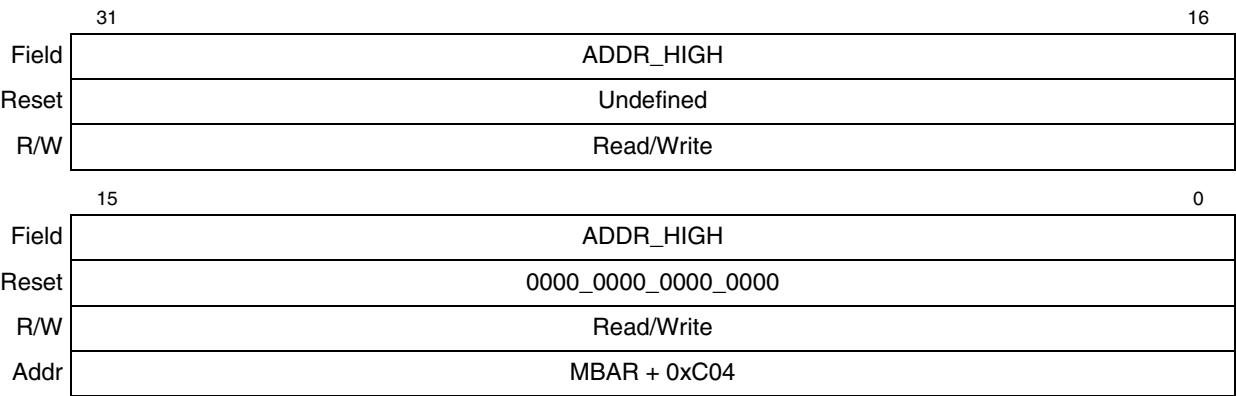 31 16
Field ADDR_HIGH
Reset Undefined
R/W Read/Write
15 0
Field ADDR_HIGH
Reset 0000_0000_0000_0000
R/W Read/Write
Addr MBAR + 0xC04